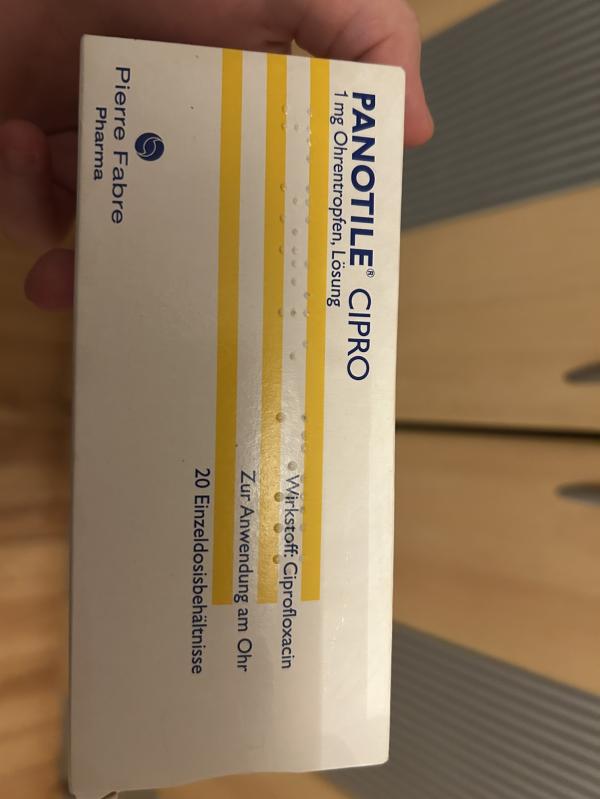 PANOTILE® CIPRO
1 mg Ohrentropfen, Lösung
Wirkstoff: Ciprofloxacin
Zur Anwendung am Ohr
20 Einzeldosisbehältnisse
Pierre Fabre
Pharma